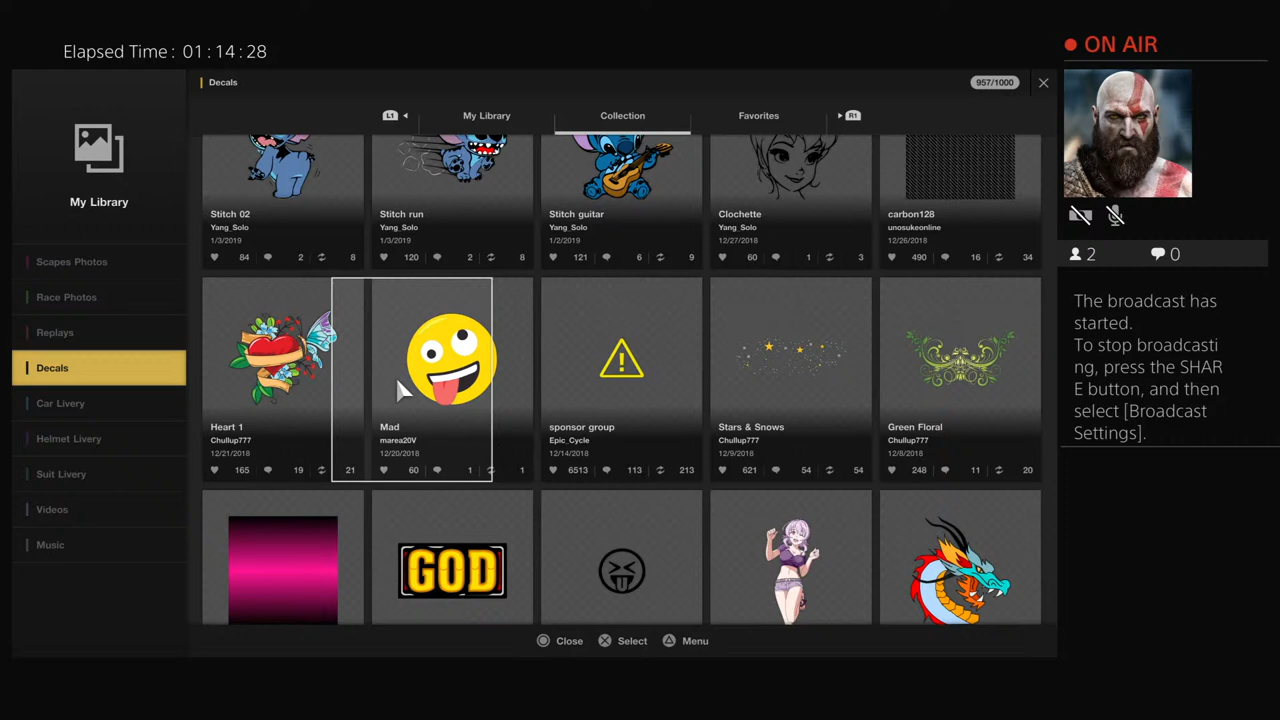 Elapsed Time: 01:14:28
ON AIR
Decals
957/1000
L1
My Library
Collection
Favorites
R1
My Library
Scapes Photos
Race Photos
Replays
Decals
Car Livery
Helmet Livery
Suit Livery
Videos
Music
Stitch 02
Yang_Solo
1/3/2019
84 2 8
Stitch run
Yang_Solo
1/3/2019
120 2 8
Stitch guitar
Yang_Solo
1/2/2019
121 6 9
Clochette
Yang_Solo
12/27/2018
60 1 3
carbon128
unosukeonline
12/26/2018
490 16 34
Heart 1
Chullup777
12/21/2018
165 19 21
Mad
marea20V
12/20/2018
60 1 1
!
sponsor group
Epic_Cycle
12/14/2018
6513 113 213
Stars & Snows
Chullup777
12/9/2018
621 54 54
Green Floral
Chullup777
12/8/2018
248 11 20
GOD
Close
Select
Menu
2 0
The broadcast has
started.
To stop broadcasti
ng, press the SHAR
E button, and then
select [Broadcast
Settings].